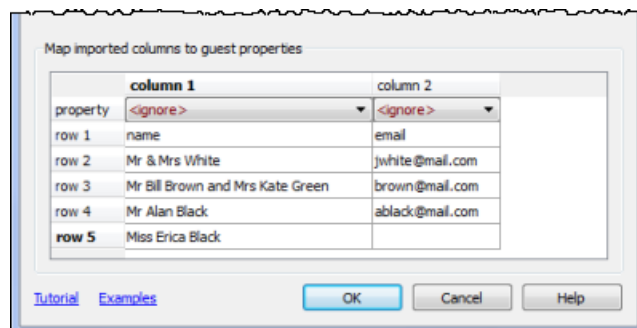 Map imported columns to guest properties
column 1 column 2
property <ignore> <ignore>
row 1 name email
row 2 Mr & Mrs White jwhite@mail.com
row 3 Mr Bill Brown and Mrs Kate Green brown@mail.com
row 4 Mr Alan Black ablack@mail.com
row 5 Miss Erica Black
Tutorial Examples OK Cancel Help